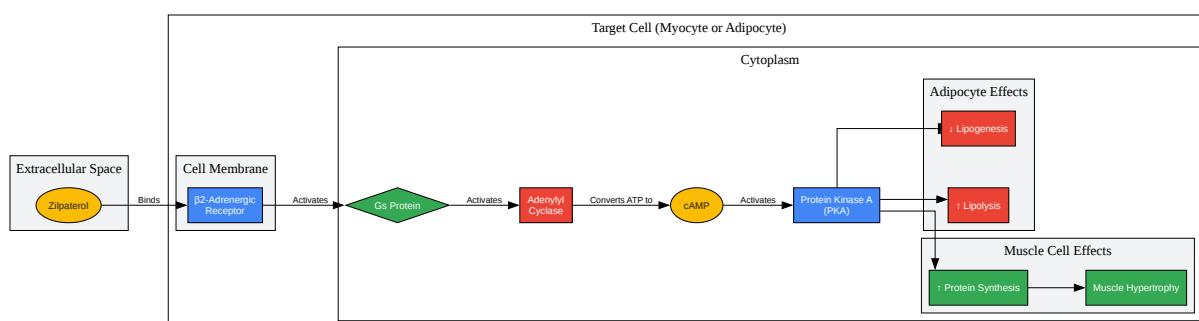 Target Cell (Myocyte or Adipocyte)
Cytoplasm
Adipocyte Effects
↓ Lipogenesis
Extracellular Space
Zilpaterol
Binds
Cell Membrane
β2-Adrenergic
Receptor
Activates
Gs Protein
Activates
Adenylyl
Cyclase
Converts ATP to
cAMP
Activates
Protein Kinase A
(PKA)
↑ Lipolysis
Muscle Cell Effects
↑ Protein Synthesis
Muscle Hypertrophy